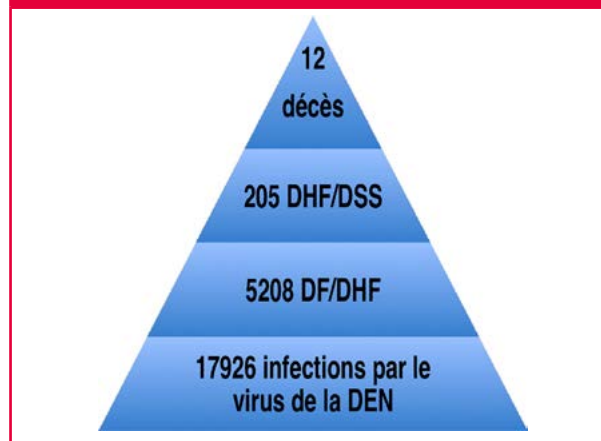 12
décès
205 DHF/DSS
5208 DF/DHF
17926 infections par le
virus de la DEN